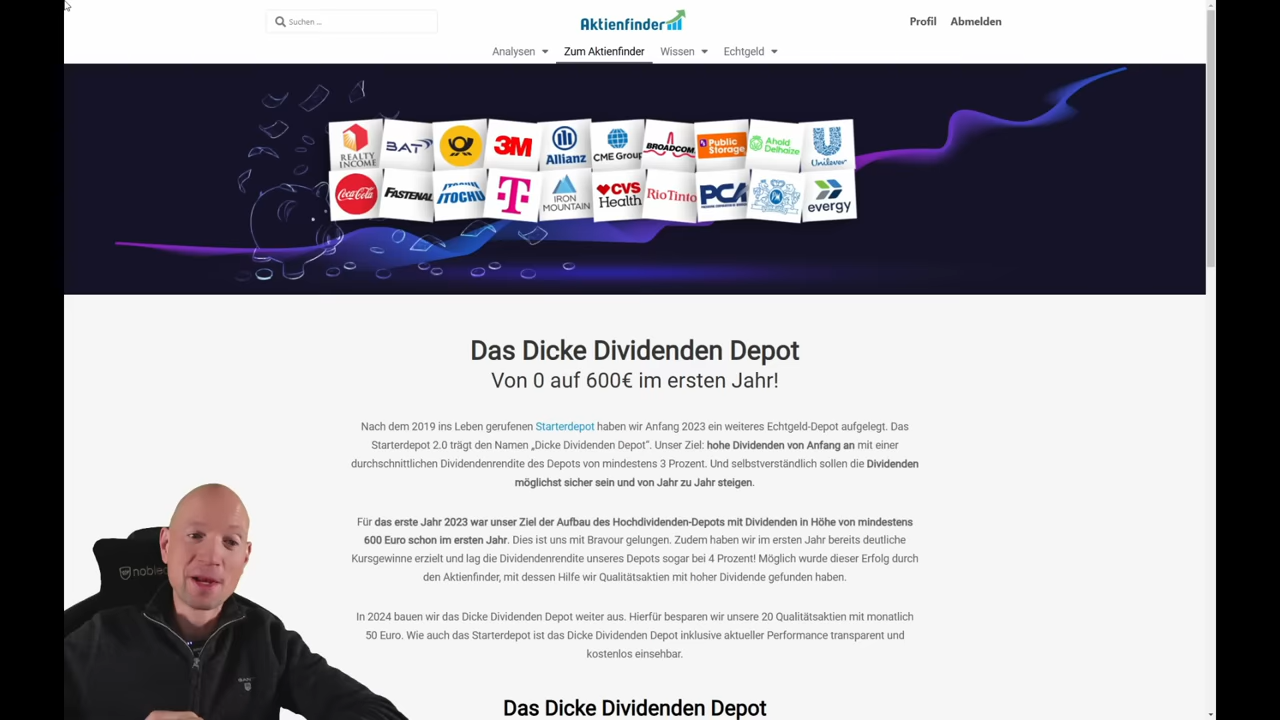 Suchen ...
Aktienfinder
Profil
Abmelden
Analysen
Zum Aktienfinder
Wissen
Echtgeld
REALTY INCOME
BAT
3M
Allianz
CME Group
BROADCOM
Public Storage
Ahold Delhaize
Unilever
Coca-Cola
FASTENAL
ITOCHU
T
IRON MOUNTAIN
CVS Health
RioTinto
PCA
evergy
Das Dicke Dividenden Depot
Von 0 auf 600€ im ersten Jahr!
Nach dem 2019 ins Leben gerufenen Starterdepot haben wir Anfang 2023 ein weiteres Echtgeld-Depot aufgelegt. Das
Starterdepot 2.0 trägt den Namen „Dicke Dividenden Depot“. Unser Ziel: hohe Dividenden von Anfang an mit einer
durchschnittlichen Dividendenrendite des Depots von mindestens 3 Prozent. Und selbstverständlich sollen die Dividenden
möglichst sicher sein und von Jahr zu Jahr steigen.
Für das erste Jahr 2023 war unser Ziel der Aufbau des Hochdividenden-Depots mit Dividenden in Höhe von mindestens
600 Euro schon im ersten Jahr. Dies ist uns mit Bravour gelungen. Zudem haben wir im ersten Jahr bereits deutliche
Kursgewinne erzielt und lag die Dividendenrendite unseres Depots sogar bei 4 Prozent! Möglich wurde dieser Erfolg durch
den Aktienfinder, mit dessen Hilfe wir Qualitätsaktien mit hoher Dividende gefunden haben.
In 2024 bauen wir das Dicke Dividenden Depot weiter aus. Hierfür besparen wir unsere 20 Qualitätsaktien mit monatlich
50 Euro. Wie auch das Starterdepot ist das Dicke Dividenden Depot inklusive aktueller Performance transparent und
kostenlos einsehbar.
Das Dicke Dividenden Depot